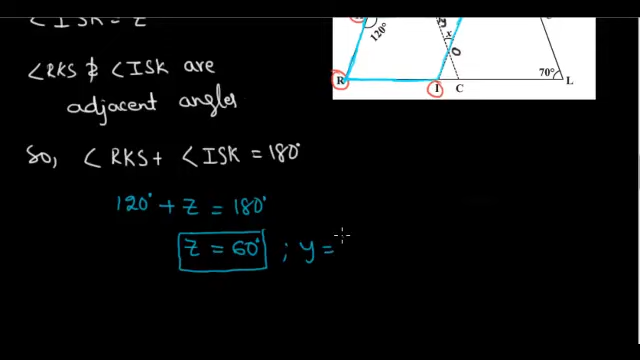 ∠ISK = Z
120°
x
O
∠RKS & ∠ISK are
70°
R
I
C
L
adjacent angles
So, ∠RKS + ∠ISK = 180°
120° + Z = 180°
Z = 60° ; y =